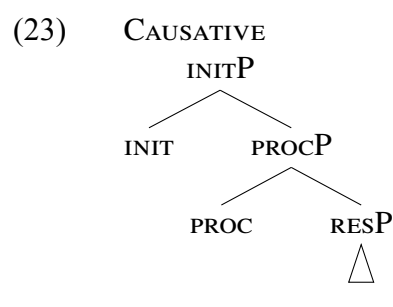 (23) CAUSATIVE
INITP
INIT PROCP
PROC RESP